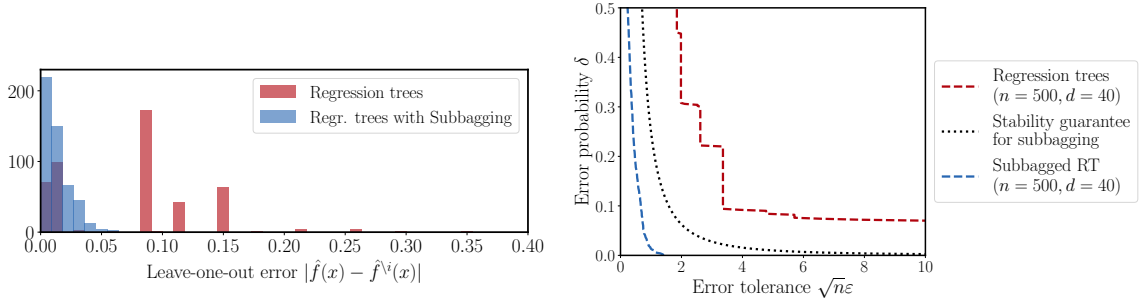 200
100
0
0.00 0.05 0.10 0.15 0.20 0.25 0.30 0.35 0.40
Leave-one-out error |f̂(x) − f̂^{\i}(x)|
Regression trees
Regr. trees with Subbagging
0.5
0.4
0.3
0.2
0.1
0.0
0 2 4 6 8 10
Error probability δ
Error tolerance √nε
Regression trees
(n = 500, d = 40)
Stability guarantee
for subbagging
Subbagged RT
(n = 500, d = 40)